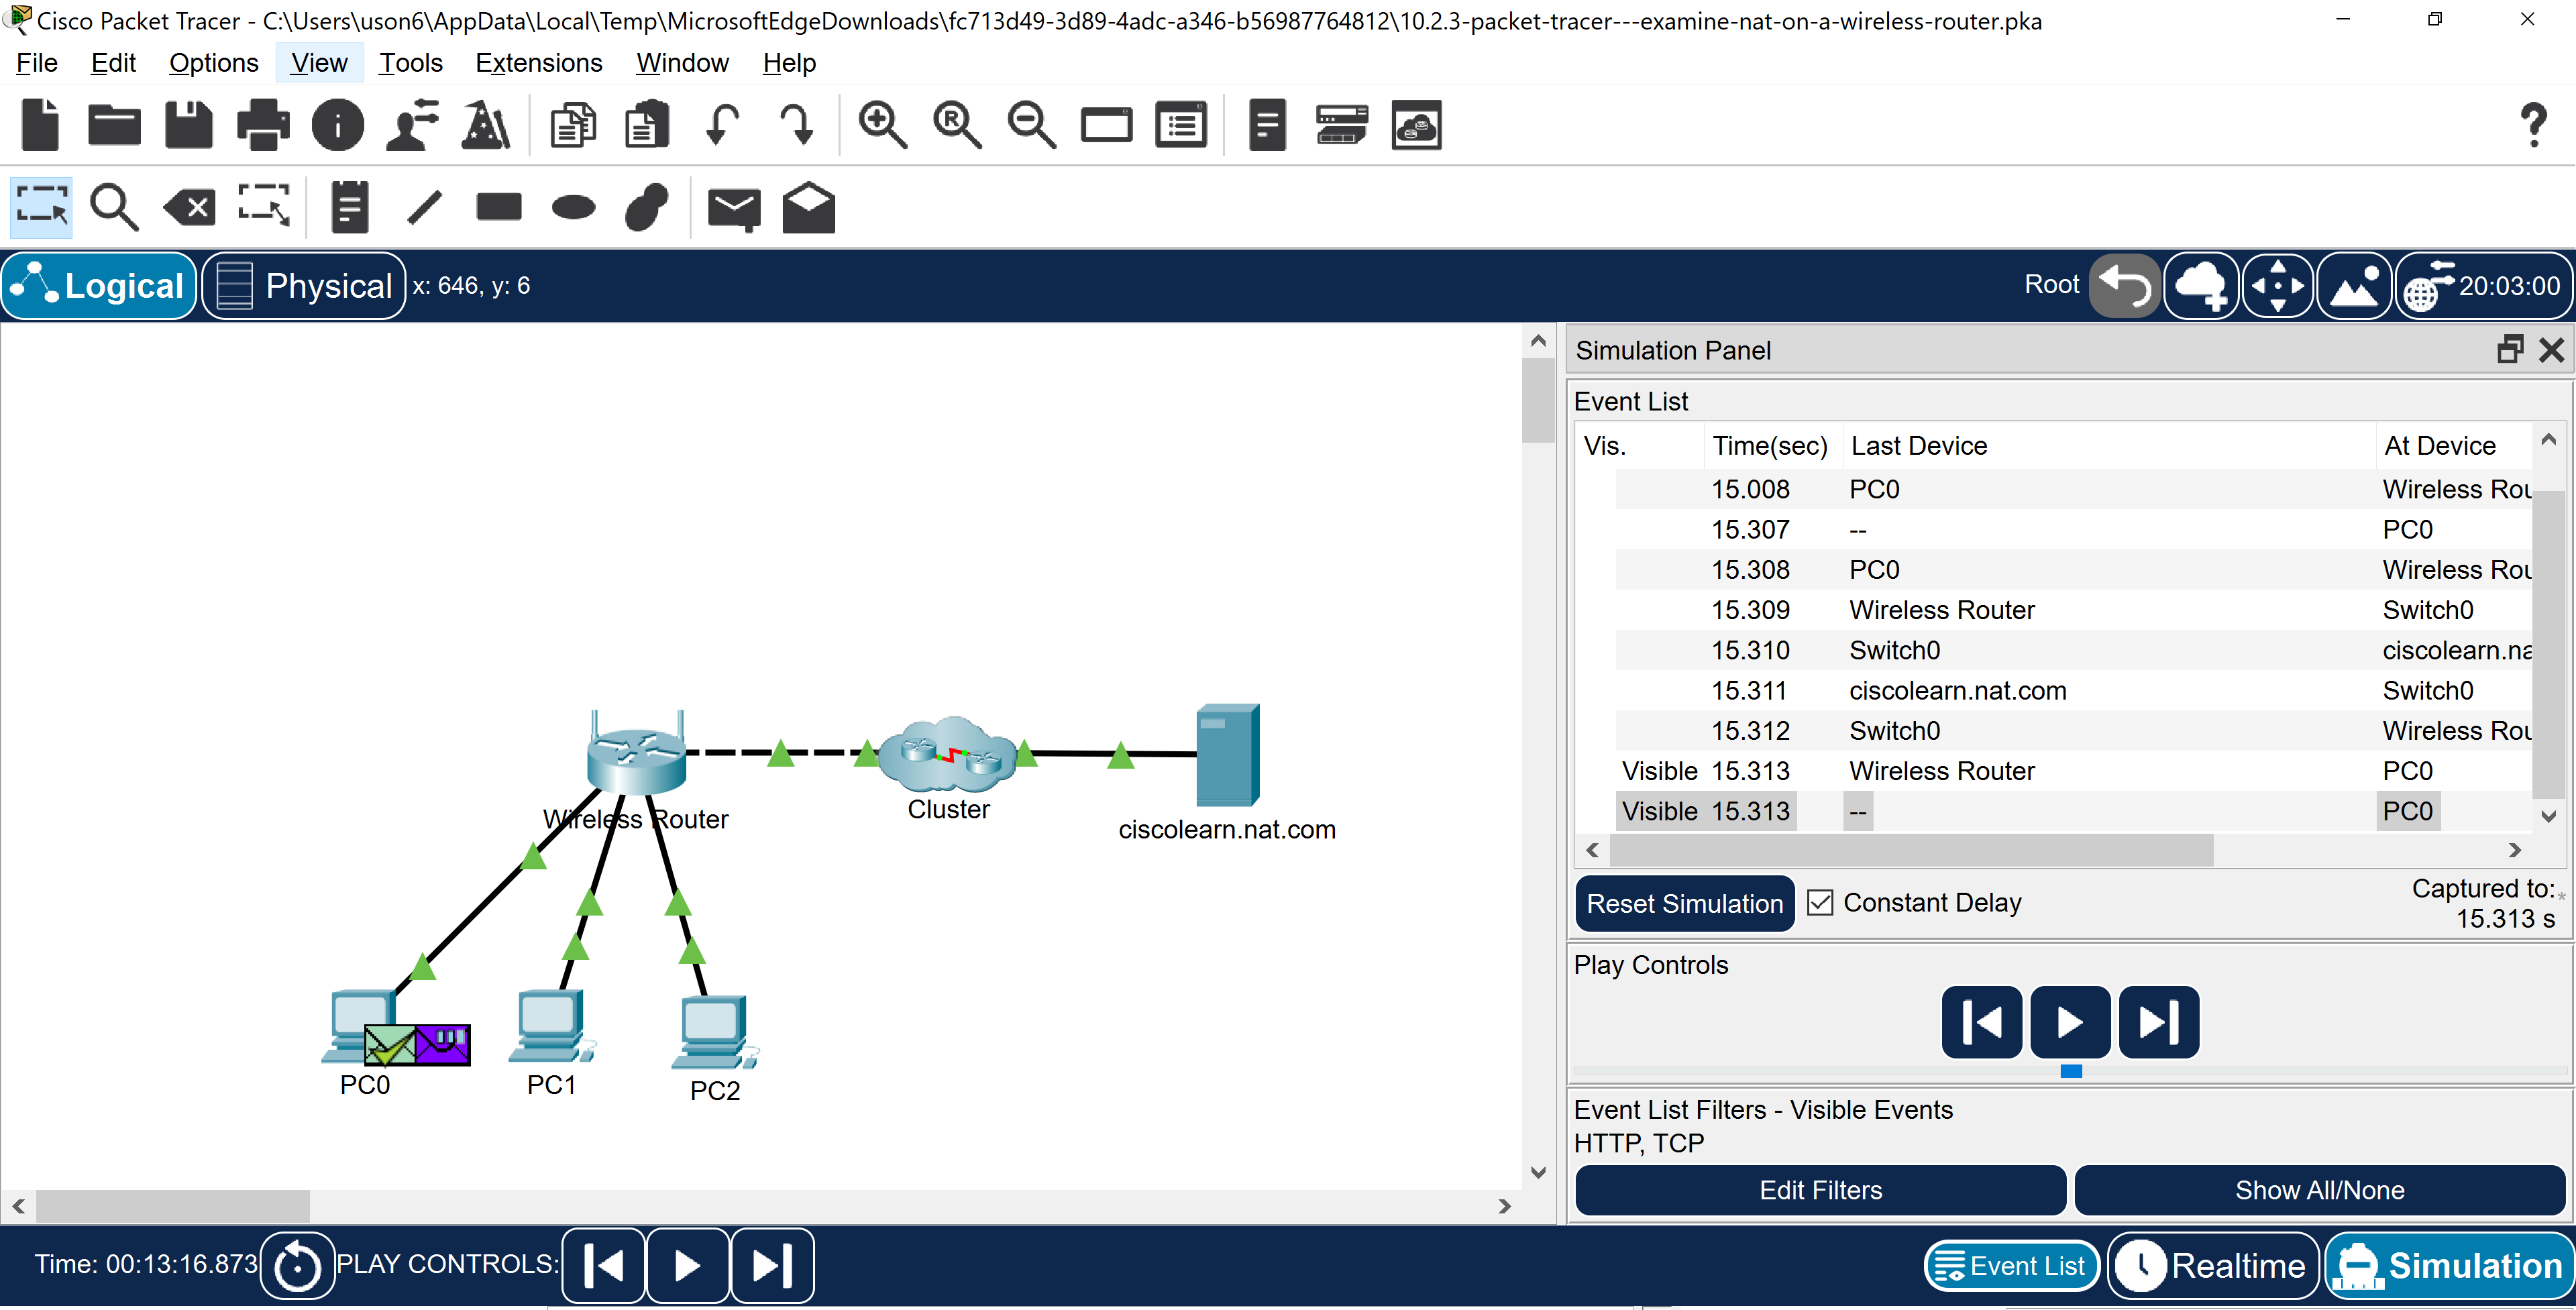 Cisco Packet Tracer - C:\Users\uson6\AppData\Local\Temp\MicrosoftEdgeDownloads\fc713d49-3d89-4adc-a346-b56987764812\10.2.3-packet-tracer---examine-nat-on-a-wireless-router.pka
File Edit Options View Tools Extensions Window Help
Logical Physical x: 646, y: 6 Root 20:03:00
Simulation Panel
Event List
Vis. Time(sec) Last Device At Device
15.008 PC0 Wireless Rou
15.307 -- PC0
15.308 PC0 Wireless Rou
15.309 Wireless Router Switch0
15.310 Switch0 ciscolearn.na
15.311 ciscolearn.nat.com Switch0
15.312 Switch0 Wireless Rou
Visible 15.313 Wireless Router PC0
Visible 15.313 -- PC0
Reset Simulation Constant Delay Captured to:*
15.313 s
Play Controls
Event List Filters - Visible Events
HTTP, TCP
Edit Filters Show All/None
Wireless Router
Cluster
ciscolearn.nat.com
PC0
PC1
PC2
Time: 00:13:16.873 PLAY CONTROLS: Event List Realtime Simulation